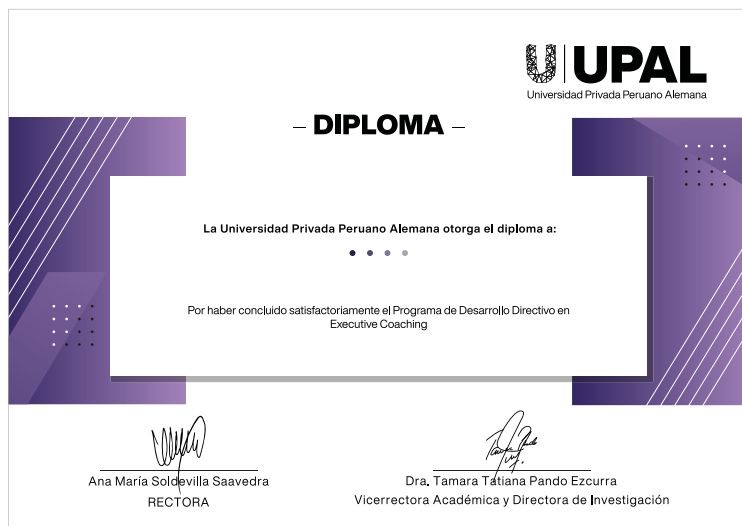 UPAL
Universidad Privada Peruano Alemana
– DIPLOMA –
La Universidad Privada Peruano Alemana otorga el diploma a:
Por haber concluido satisfactoriamente el Programa de Desarrollo Directivo en
Executive Coaching
Ana María Soldevilla Saavedra
RECTORA
Dra. Tamara Tatiana Pando Ezcurra
Vicerrectora Académica y Directora de Investigación